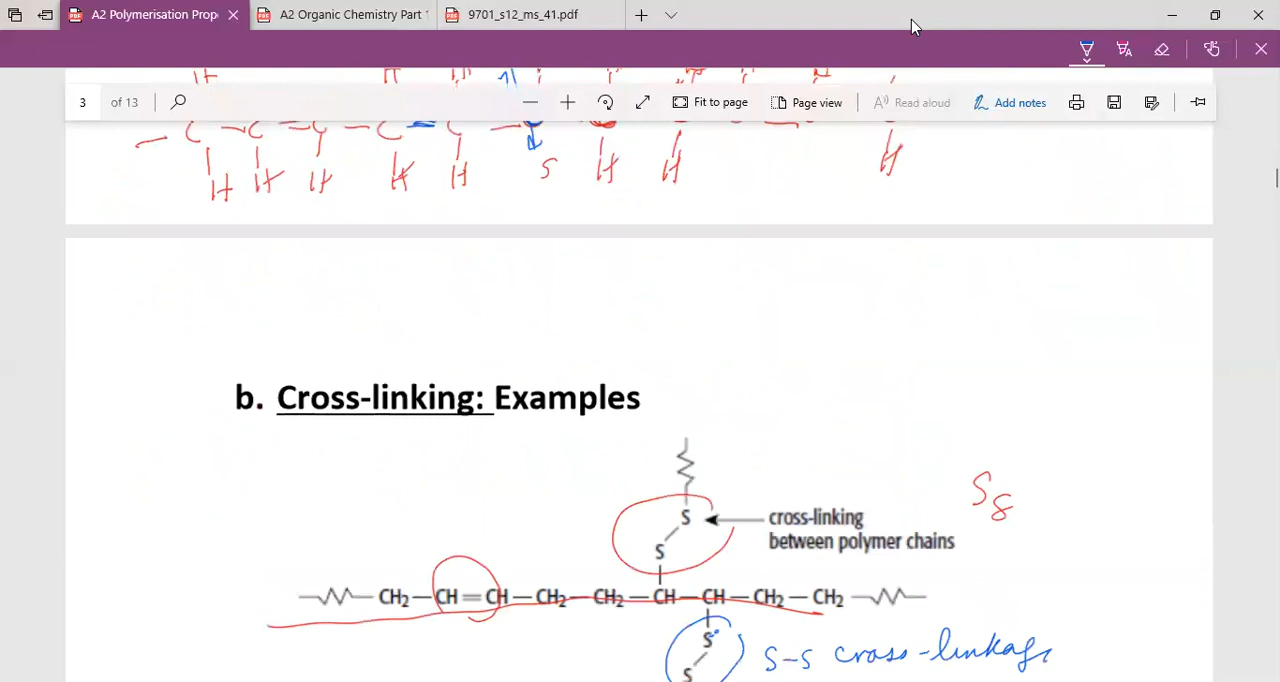 A2 Polymerisation Prop
A2 Organic Chemistry Part 1
9701_s12_ms_41.pdf
3 of 13
Fit to page
Page view
Read aloud
Add notes
C C C C C
S
H H H H H H H H
b. Cross-linking: Examples
S
S
cross-linking
between polymer chains
S8
CH2—CH=CH—CH2—CH2—CH—CH—CH2—CH2
S
S
S-S cross-linkage